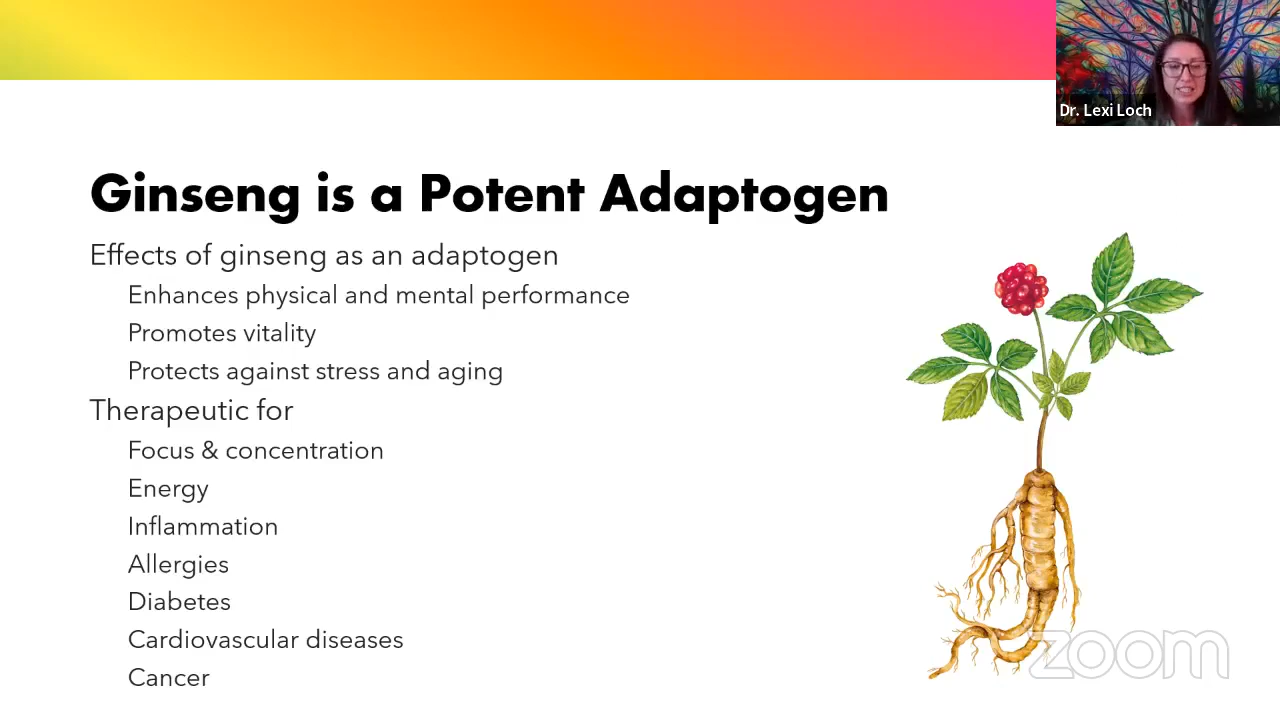 Dr. Lexi Loch
Ginseng is a Potent Adaptogen
Effects of ginseng as an adaptogen
Enhances physical and mental performance
Promotes vitality
Protects against stress and aging
Therapeutic for
Focus & concentration
Energy
Inflammation
Allergies
Diabetes
Cardiovascular diseases
Cancer
zoom